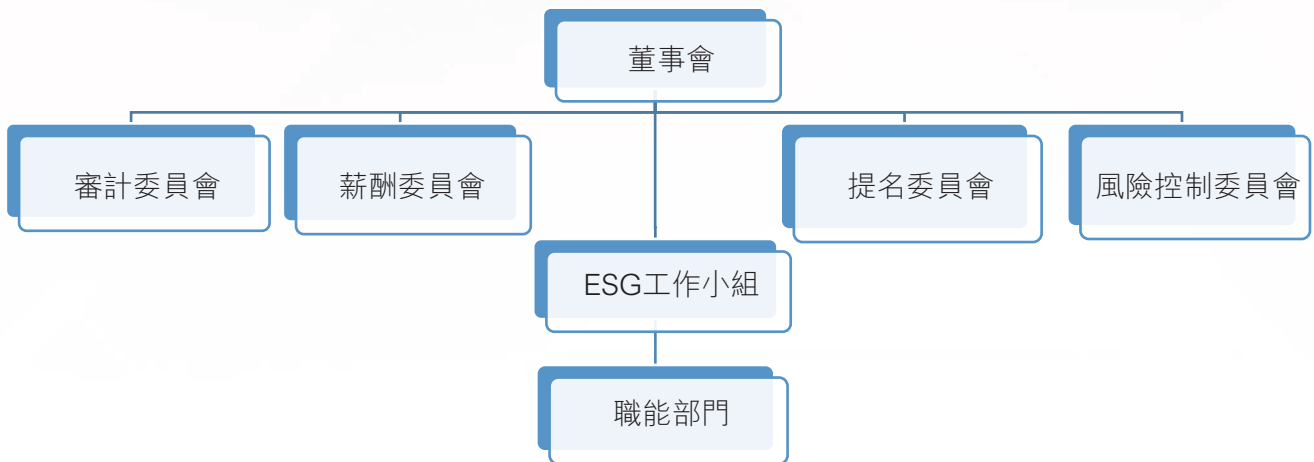 董事會
審計委員會
薪酬委員會
提名委員會
風險控制委員會
ESG工作小組
職能部門